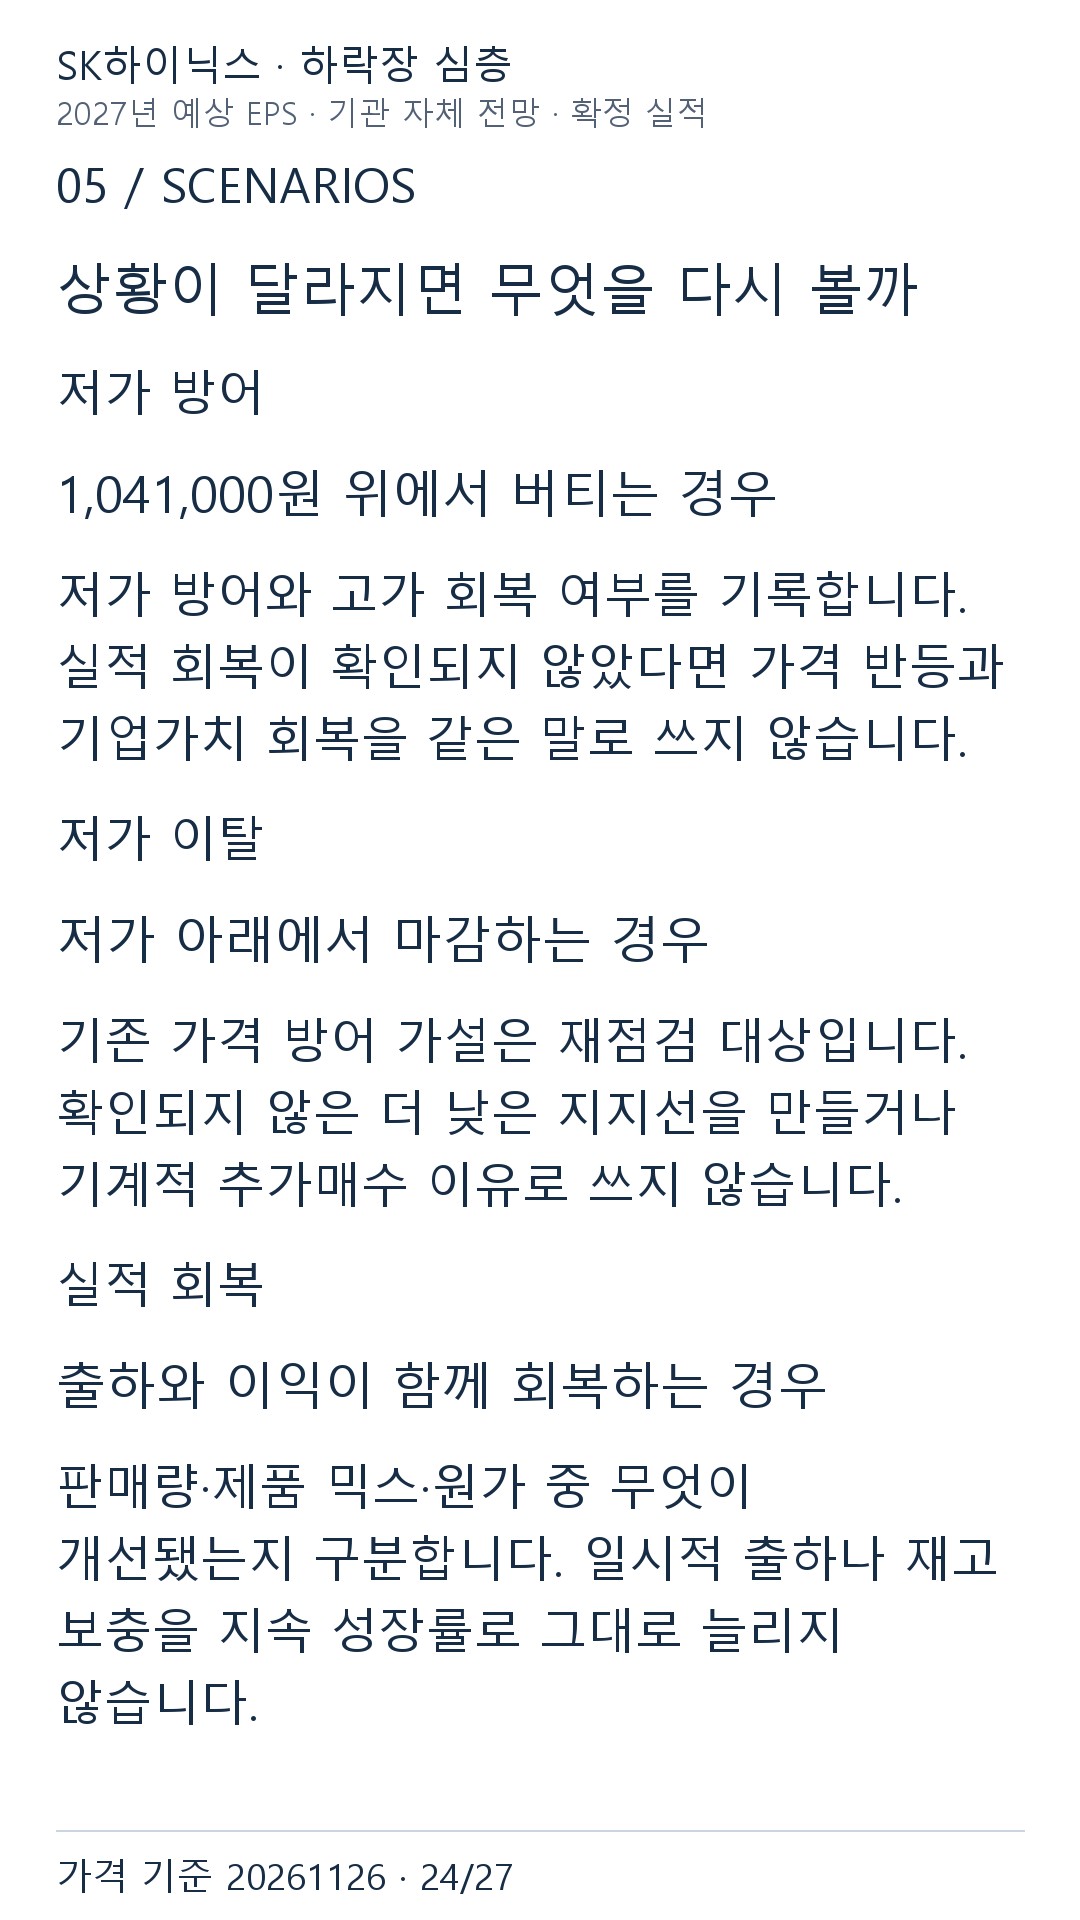 SK하이닉스 · 하락장 심층
2027년 예상 EPS · 기관 자체 전망 · 확정 실적
05 / SCENARIOS
상황이 달라지면 무엇을 다시 볼까
저가 방어
1,041,000원 위에서 버티는 경우
저가 방어와 고가 회복 여부를 기록합니다.
실적 회복이 확인되지 않았다면 가격 반등과
기업가치 회복을 같은 말로 쓰지 않습니다.
저가 이탈
저가 아래에서 마감하는 경우
기존 가격 방어 가설은 재점검 대상입니다.
확인되지 않은 더 낮은 지지선을 만들거나
기계적 추가매수 이유로 쓰지 않습니다.
실적 회복
출하와 이익이 함께 회복하는 경우
판매량·제품 믹스·원가 중 무엇이
개선됐는지 구분합니다. 일시적 출하나 재고
보충을 지속 성장률로 그대로 늘리지
않습니다.
가격 기준 20261126 · 24/27